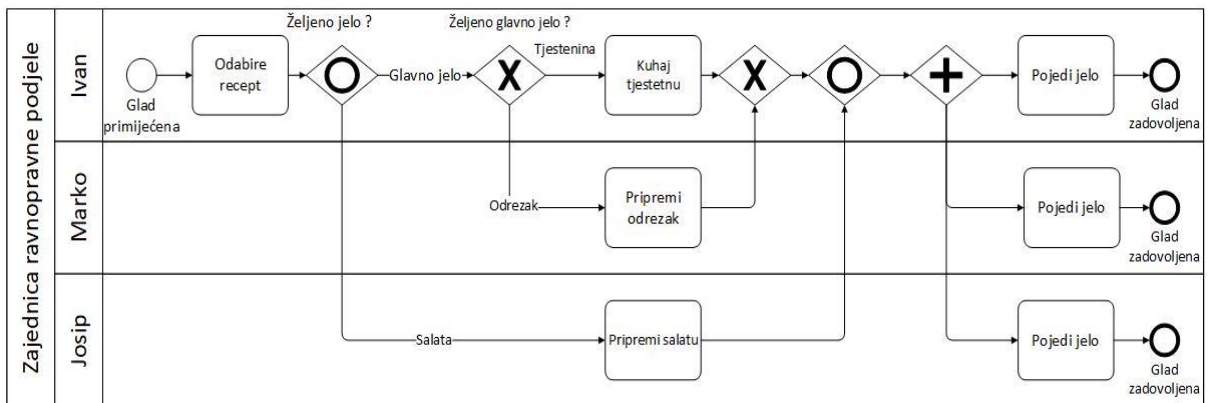 Zajednica ravnopravne podjele
Ivan
Željeno jelo ?
Željeno glavno jelo ?
Glad
primijećena
Odabire
recept
Glavno jelo
Tjestenina
Kuhaj
tjestetnu
Pojedi jelo
Glad
zadovoljena
Marko
Odrezak
Pripremi
odrezak
Pojedi jelo
Glad
zadovoljena
Josip
Salata
Pripremi salatu
Pojedi jelo
Glad
zadovoljena